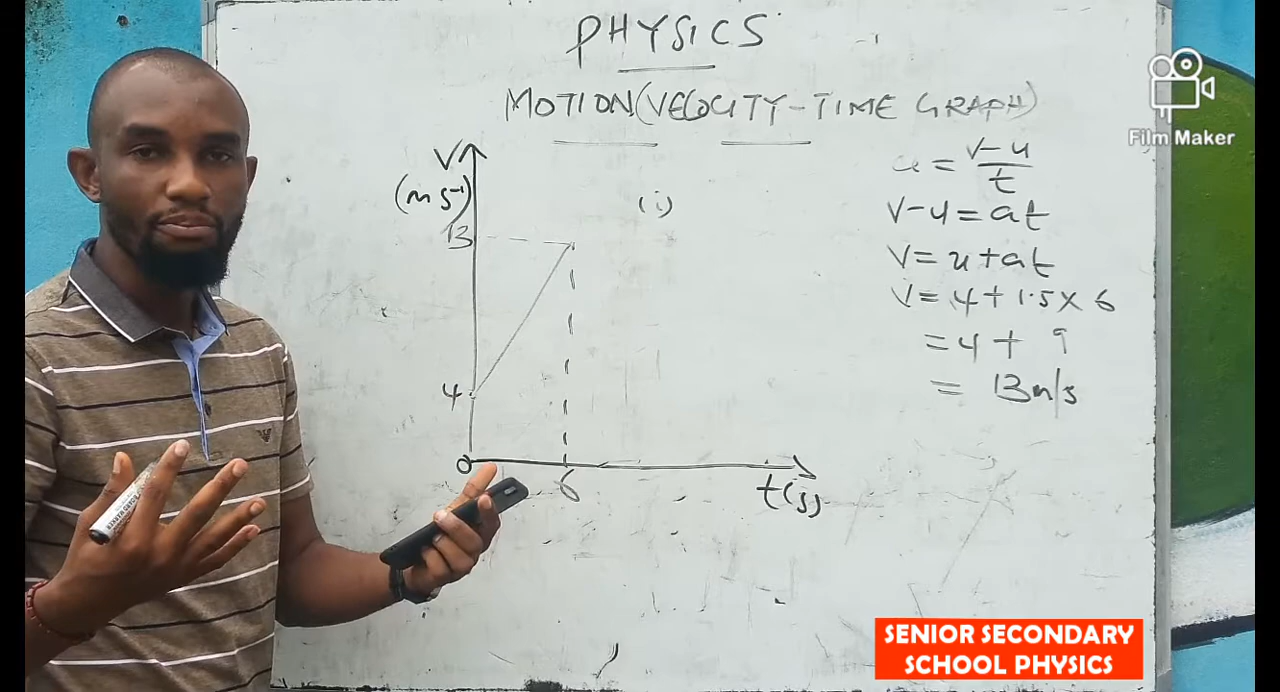 PHYSICS
MOTION(VELOCITY-TIME GRAPH)
Film Maker
V
(m s⁻¹)
13
4
0
6
t(s)
(i)
a = v-u
t
v-u = at
v = u + at
v = 4 + 1.5 x 6
= 4 + 9
= 13m/s
SENIOR SECONDARY
SCHOOL PHYSICS